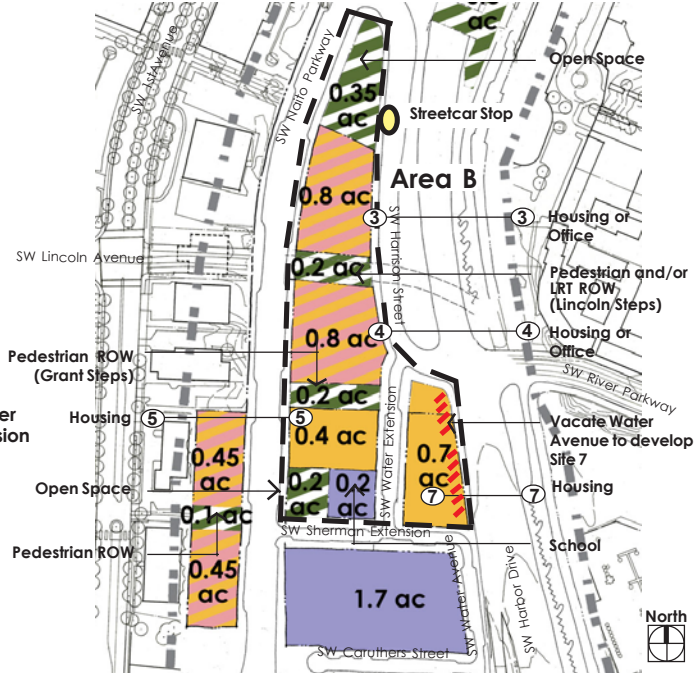 ac
Open Space
SW 1stAvenue
SW Naito Parkway
0.35
ac
Streetcar Stop
Area B
0.8 ac
3
3
Housing or
Office
SW Harrison Street
SW Lincoln Avenue
0.2 ac
Pedestrian and/or
LRT ROW
(Lincoln Steps)
4
4
Housing or
Office
0.8 ac
Pedestrian ROW
(Grant Steps)
SW River Parkway
0.2 ac
er
sion
Housing
5
5
0.4 ac
SW Water Extension
Vacate Water
Avenue to develop
Site 7
0.45
ac
0.7
ac
7
7
Housing
Open Space
0.2
ac
0.2
ac
0.1 ac
SW Sherman Extension
School
Pedestrian ROW
0.45
ac
1.7 ac
SW Water Avenue
SW Harbor Drive
North
SW Caruthers Street